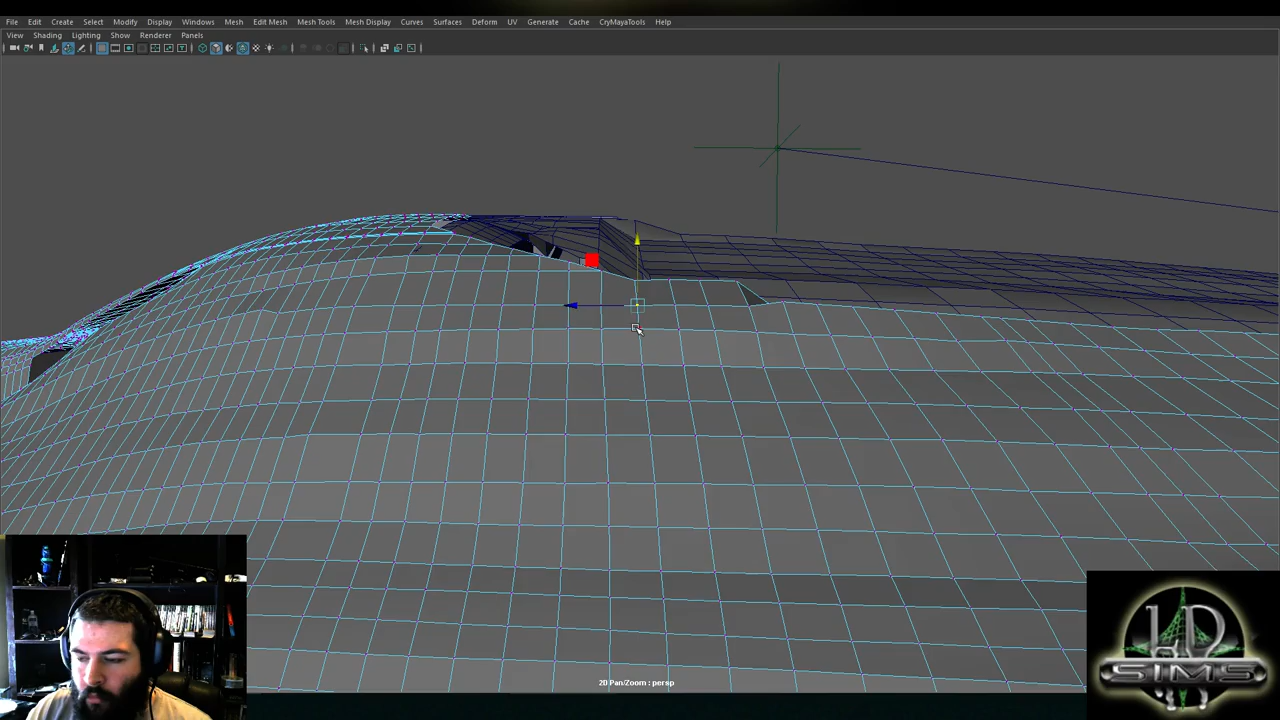 File Edit Create Select Modify Display Windows Mesh Edit Mesh Mesh Tools Mesh Display Curves Surfaces Deform UV Generate Cache CryMayaTools Help
View Shading Lighting Show Renderer Panels
2D Pan/Zoom : persp
SIMS